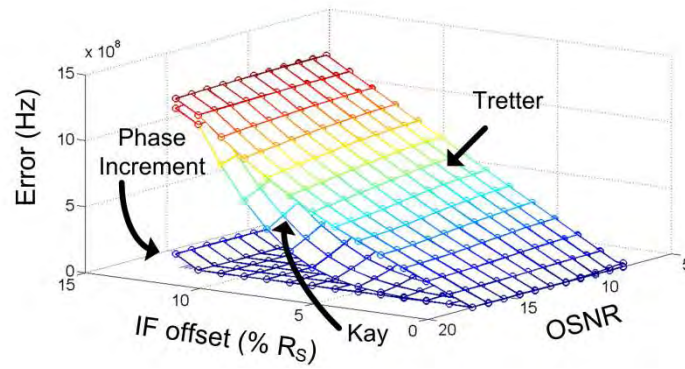 x 10^8
15
10
5
0
Error (Hz)
Phase
Increment
Tretter
Kay
15
10
5
0
IF offset (% R_S)
20
15
10
5
OSNR